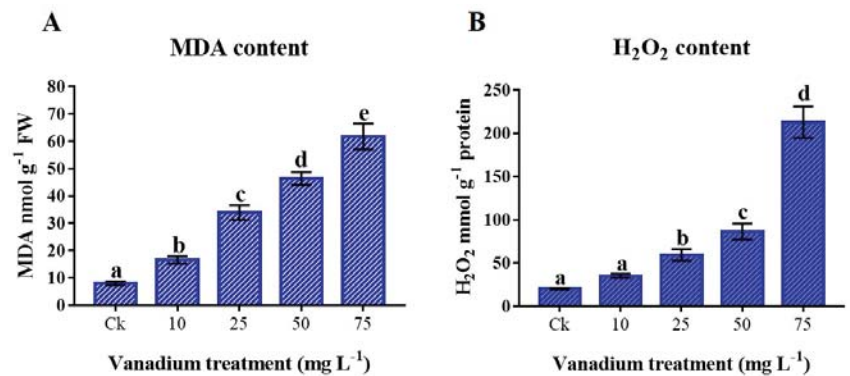 A
MDA content
MDA nmol g⁻¹ FW
80
70
60
50
40
30
20
10
0
a
b
c
d
e
Ck
10
25
50
75
Vanadium treatment (mg L⁻¹)
B
H₂O₂ content
H₂O₂ mmol g⁻¹ protein
250
200
150
100
50
0
a
a
b
c
d
Ck
10
25
50
75
Vanadium treatment (mg L⁻¹)